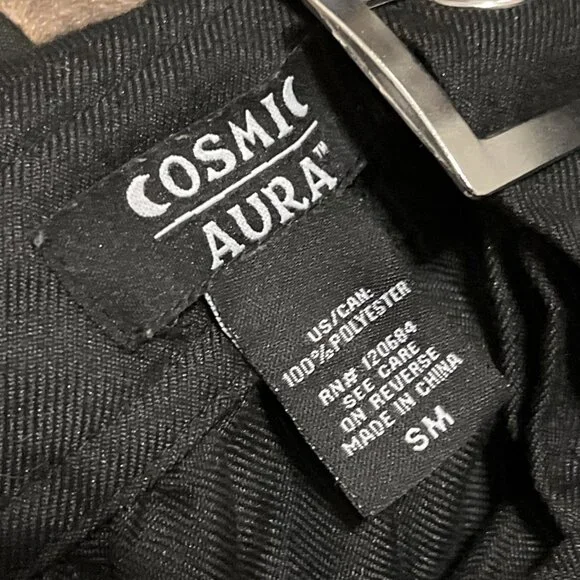 COSMIC
AURA™
US/CAN:
100% POLYESTER
RN# 120684
SEE CARE
ON REVERSE
MADE IN CHINA
SM